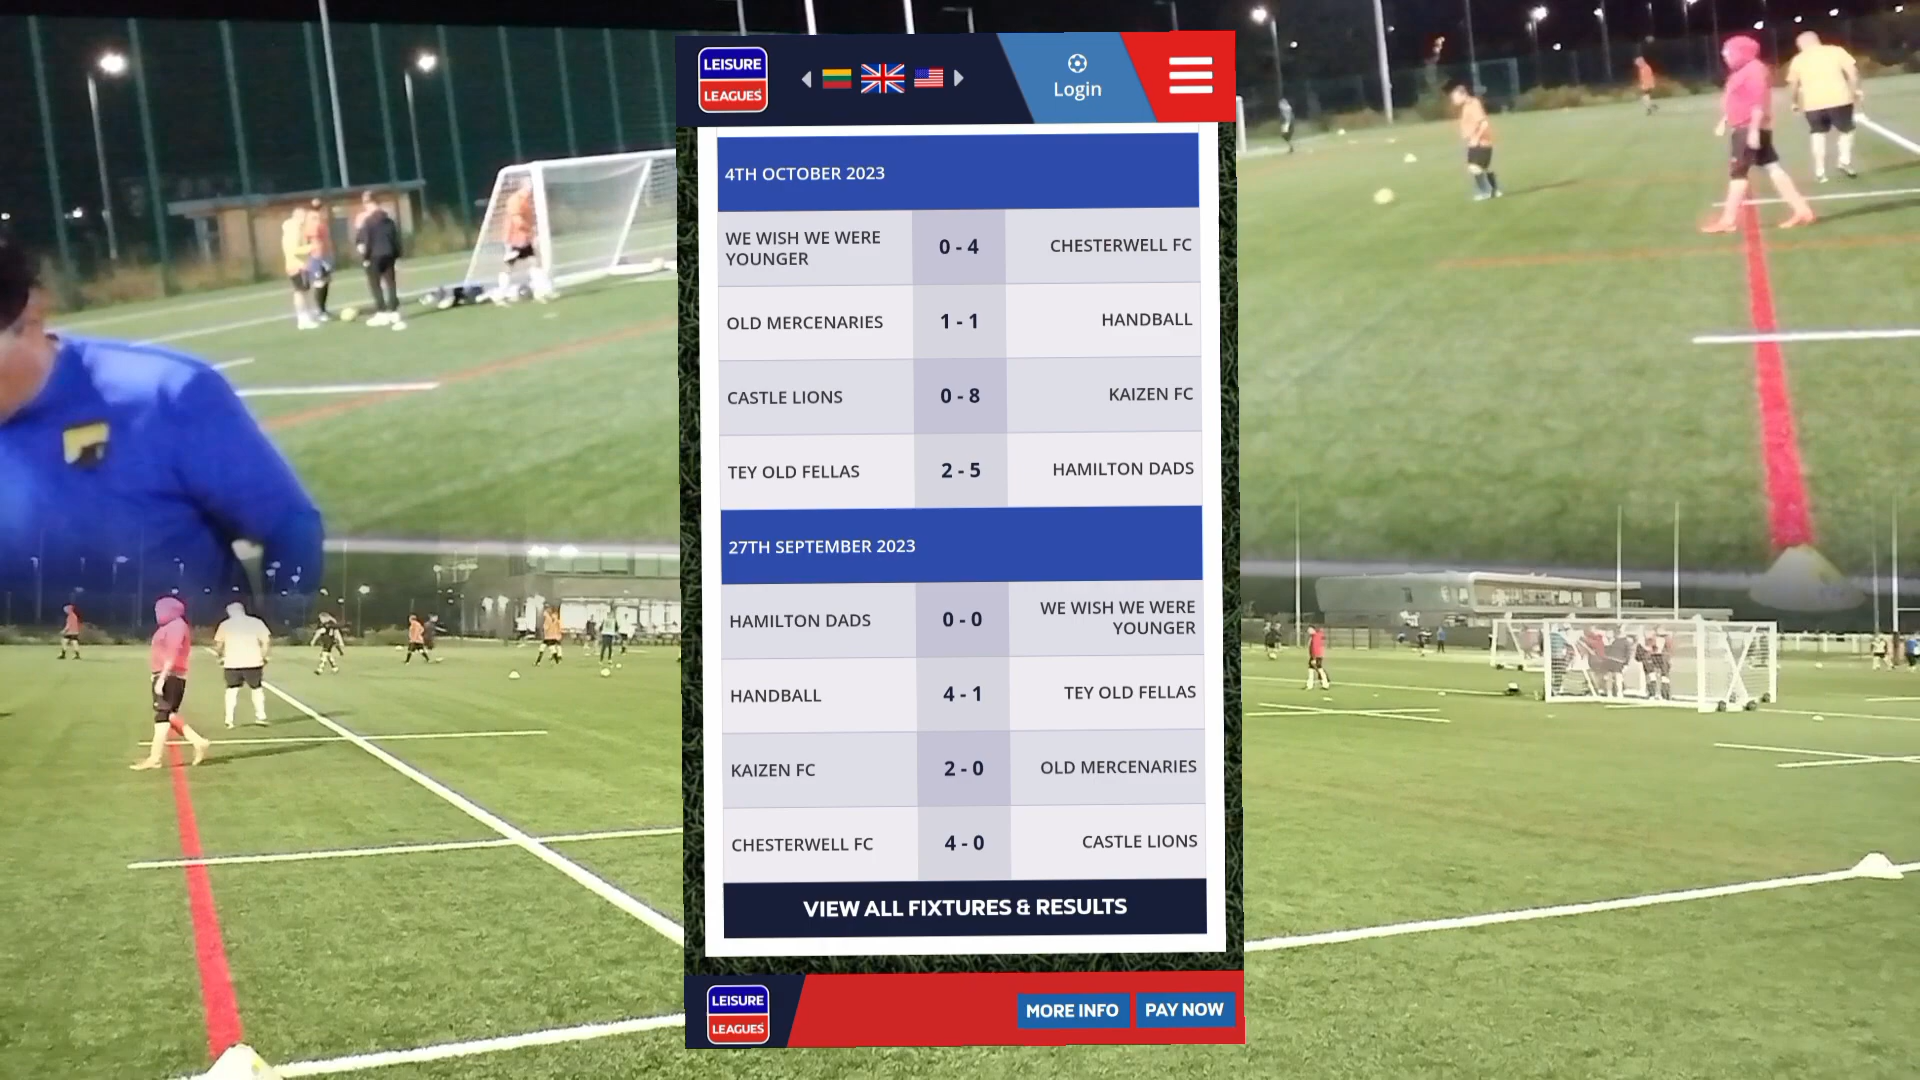 LEISURE
LEAGUES
Login
4TH OCTOBER 2023
WE WISH WE WERE
YOUNGER
0 - 4
CHESTERWELL FC
OLD MERCENARIES
1 - 1
HANDBALL
CASTLE LIONS
0 - 8
KAIZEN FC
TEY OLD FELLAS
2 - 5
HAMILTON DADS
27TH SEPTEMBER 2023
HAMILTON DADS
0 - 0
WE WISH WE WERE
YOUNGER
HANDBALL
4 - 1
TEY OLD FELLAS
KAIZEN FC
2 - 0
OLD MERCENARIES
CHESTERWELL FC
4 - 0
CASTLE LIONS
VIEW ALL FIXTURES & RESULTS
LEISURE
LEAGUES
MORE INFO
PAY NOW